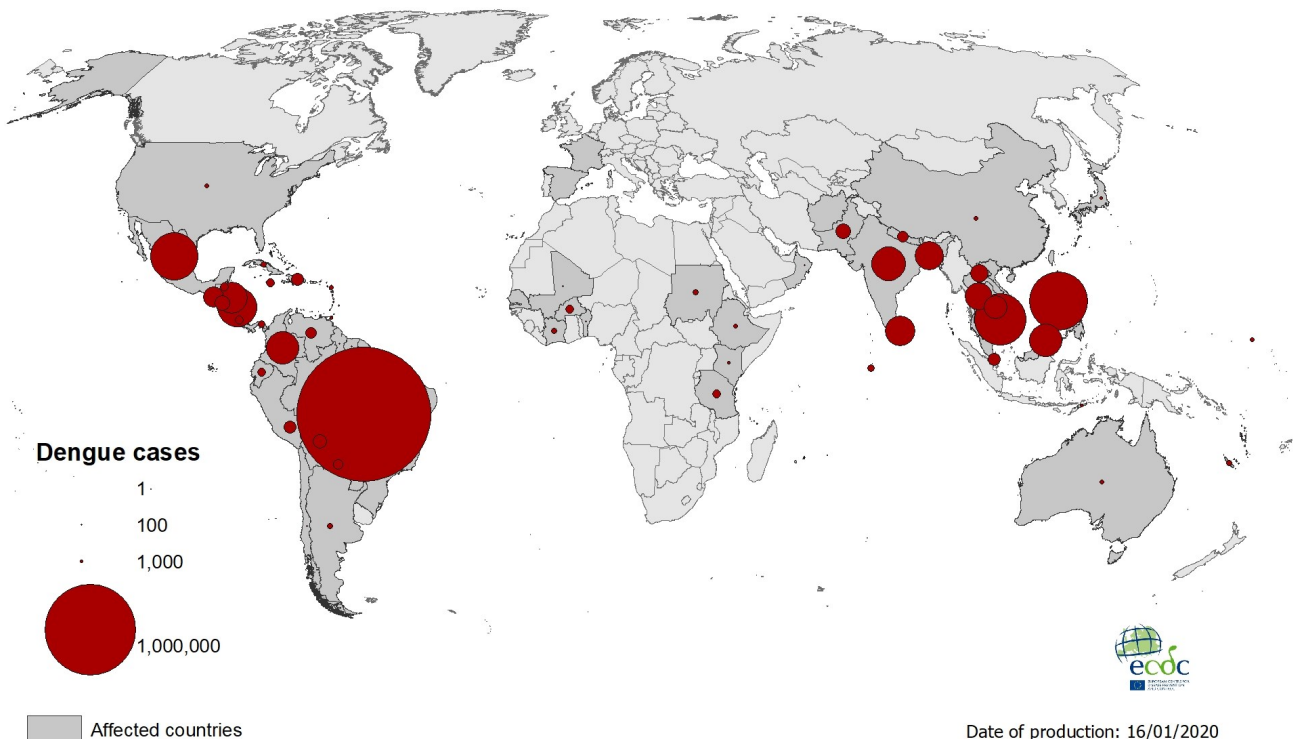 Dengue cases
1
100
1,000
1,000,000
Affected countries
ecdc
Date of production: 16/01/2020